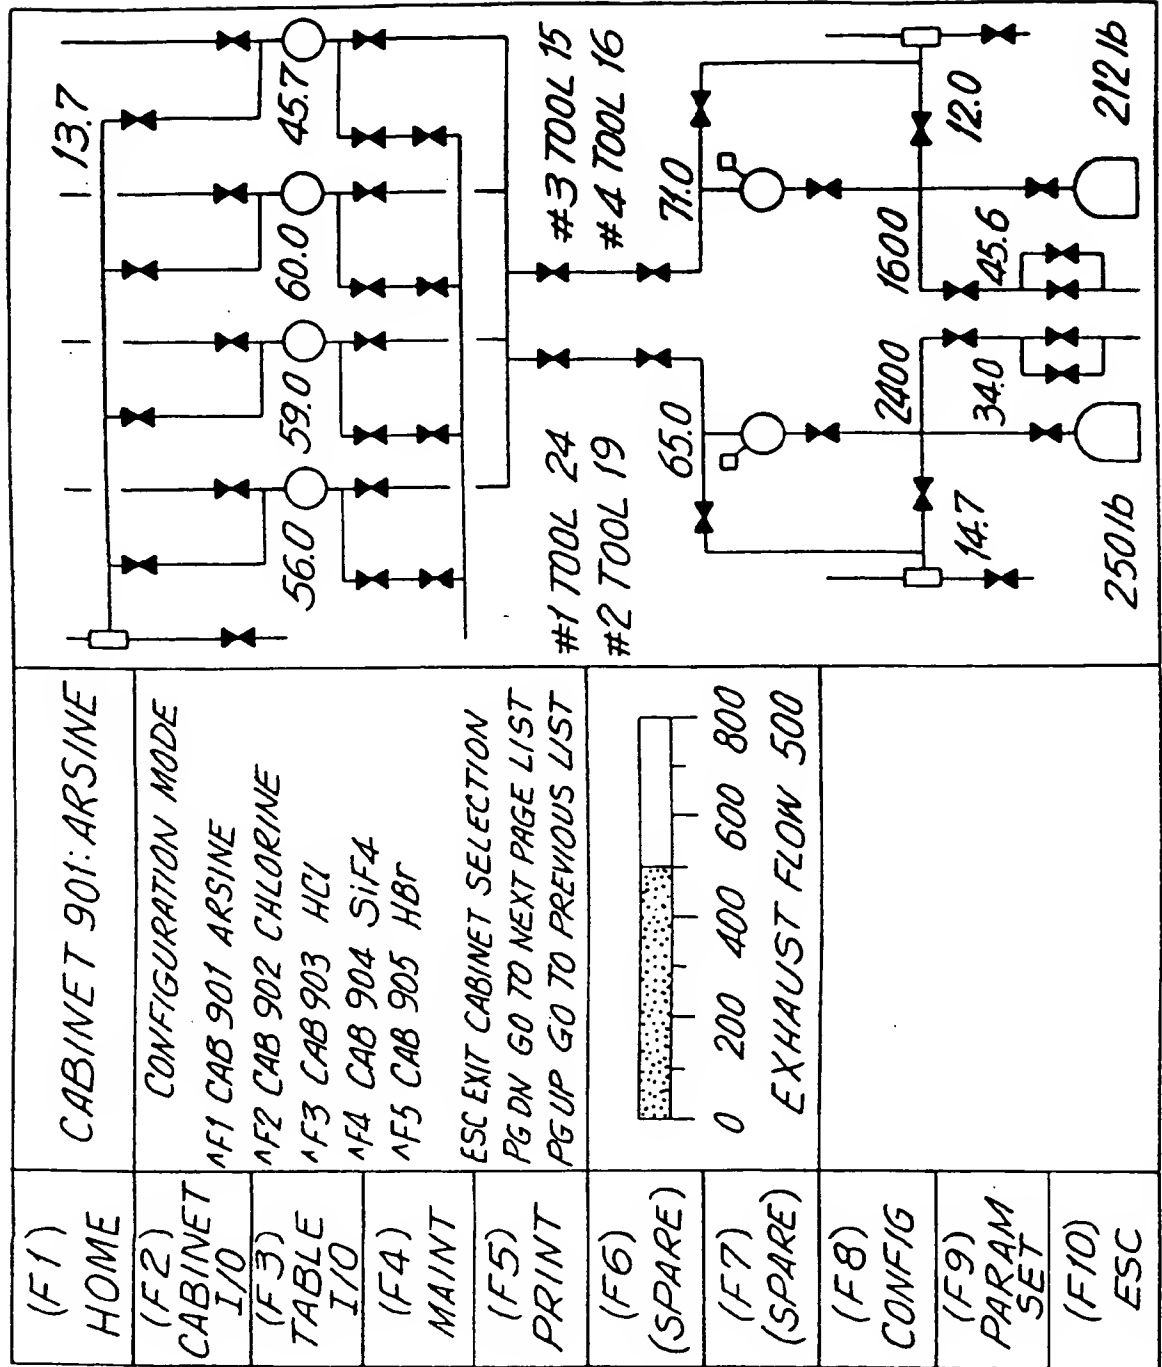 (F1)
HOME
(F2)
CABINET
I/O
(F3)
TABLE
I/O
(F4)
MAINT
(F5)
PRINT
(F6)
(SPARE)
(F7)
(SPARE)
(F8)
CONFIG
(F9)
PARAM
SET
(F10)
ESC
CABINET 901: ARSINE
CONFIGURATION MODE
^F1 CAB 901 ARSINE
^F2 CAB 902 CHLORINE
^F3 CAB 903 HCl
^F4 CAB 904 SiF4
^F5 CAB 905 HBr
ESC EXIT CABINET SELECTION
PG DN GO TO NEXT PAGE LIST
PG UP GO TO PREVIOUS LIST
0 200 400 600 800
EXHAUST FLOW 500
13.7
56.0 59.0 60.0 45.7
#1 TOOL 24
#2 TOOL 19
#3 TOOL 15
#4 TOOL 16
65.0 71.0
2400 1600
14.7 34.0 45.6 12.0
250 lb 212 lb